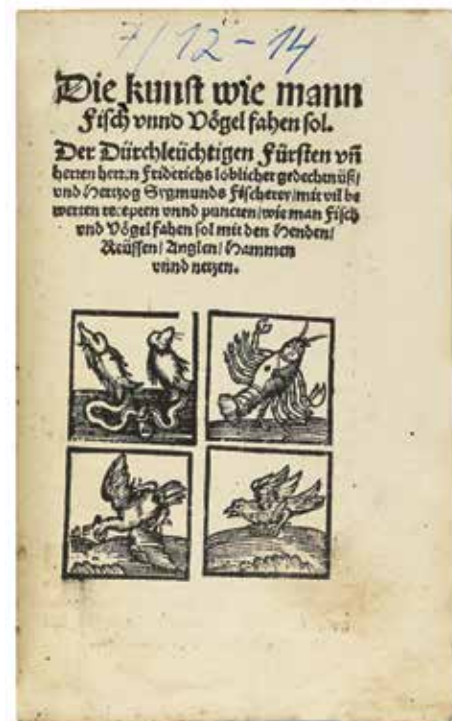 7/12-14
Die kunst wie mann
Fisch vnnd Vögel fahen sol.
Der Dürchleüchtigen Fürsten vñ
herren herren Friderichs loblicher gedechtnüß/
vnd Hertzog Sygmunds Fischerey/mit vil be
werten recepten vnnd puncten/wie man Fisch
vnd Vögel fahen sol mit den Henden/
Reüssen/Anglen/Hammen
vnnd netzen.